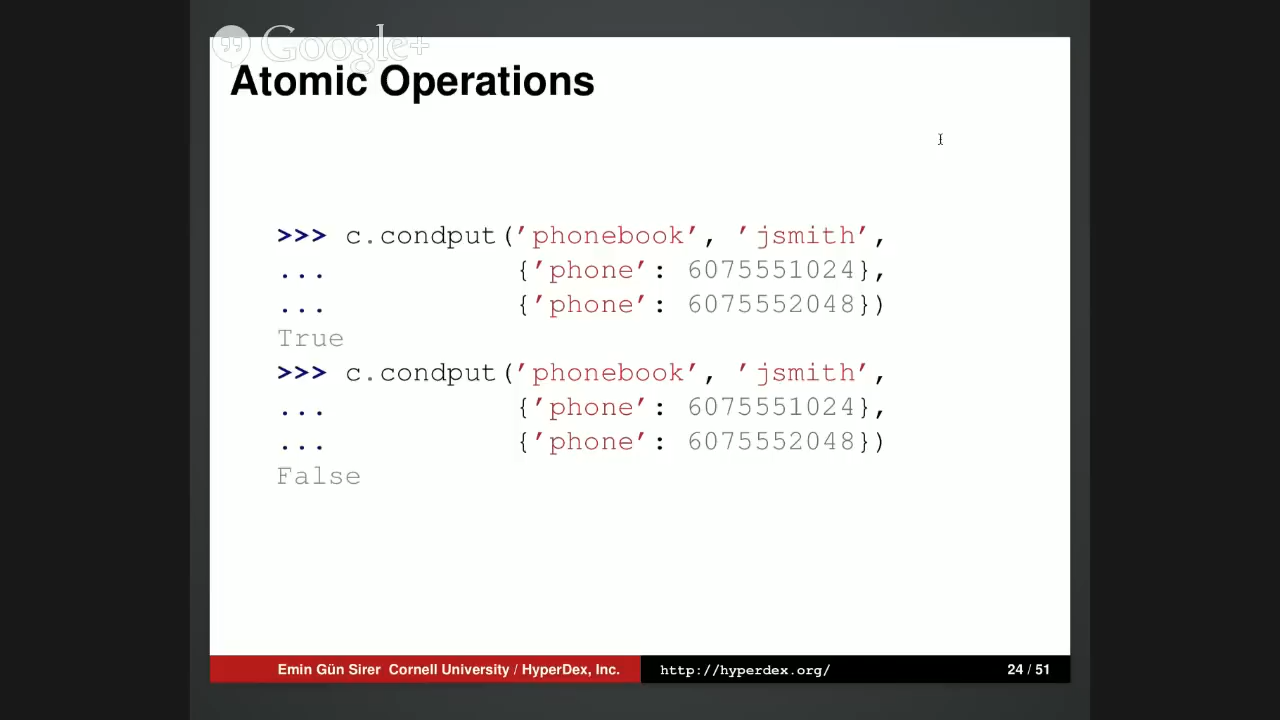 Google+
Atomic Operations
>>> c.condput(’phonebook’, ’jsmith’,
... {’phone’: 6075551024},
... {’phone’: 6075552048})
True
>>> c.condput(’phonebook’, ’jsmith’,
... {’phone’: 6075551024},
... {’phone’: 6075552048})
False
Emin Gün Sirer Cornell University / HyperDex, Inc. http://hyperdex.org/ 24 / 51